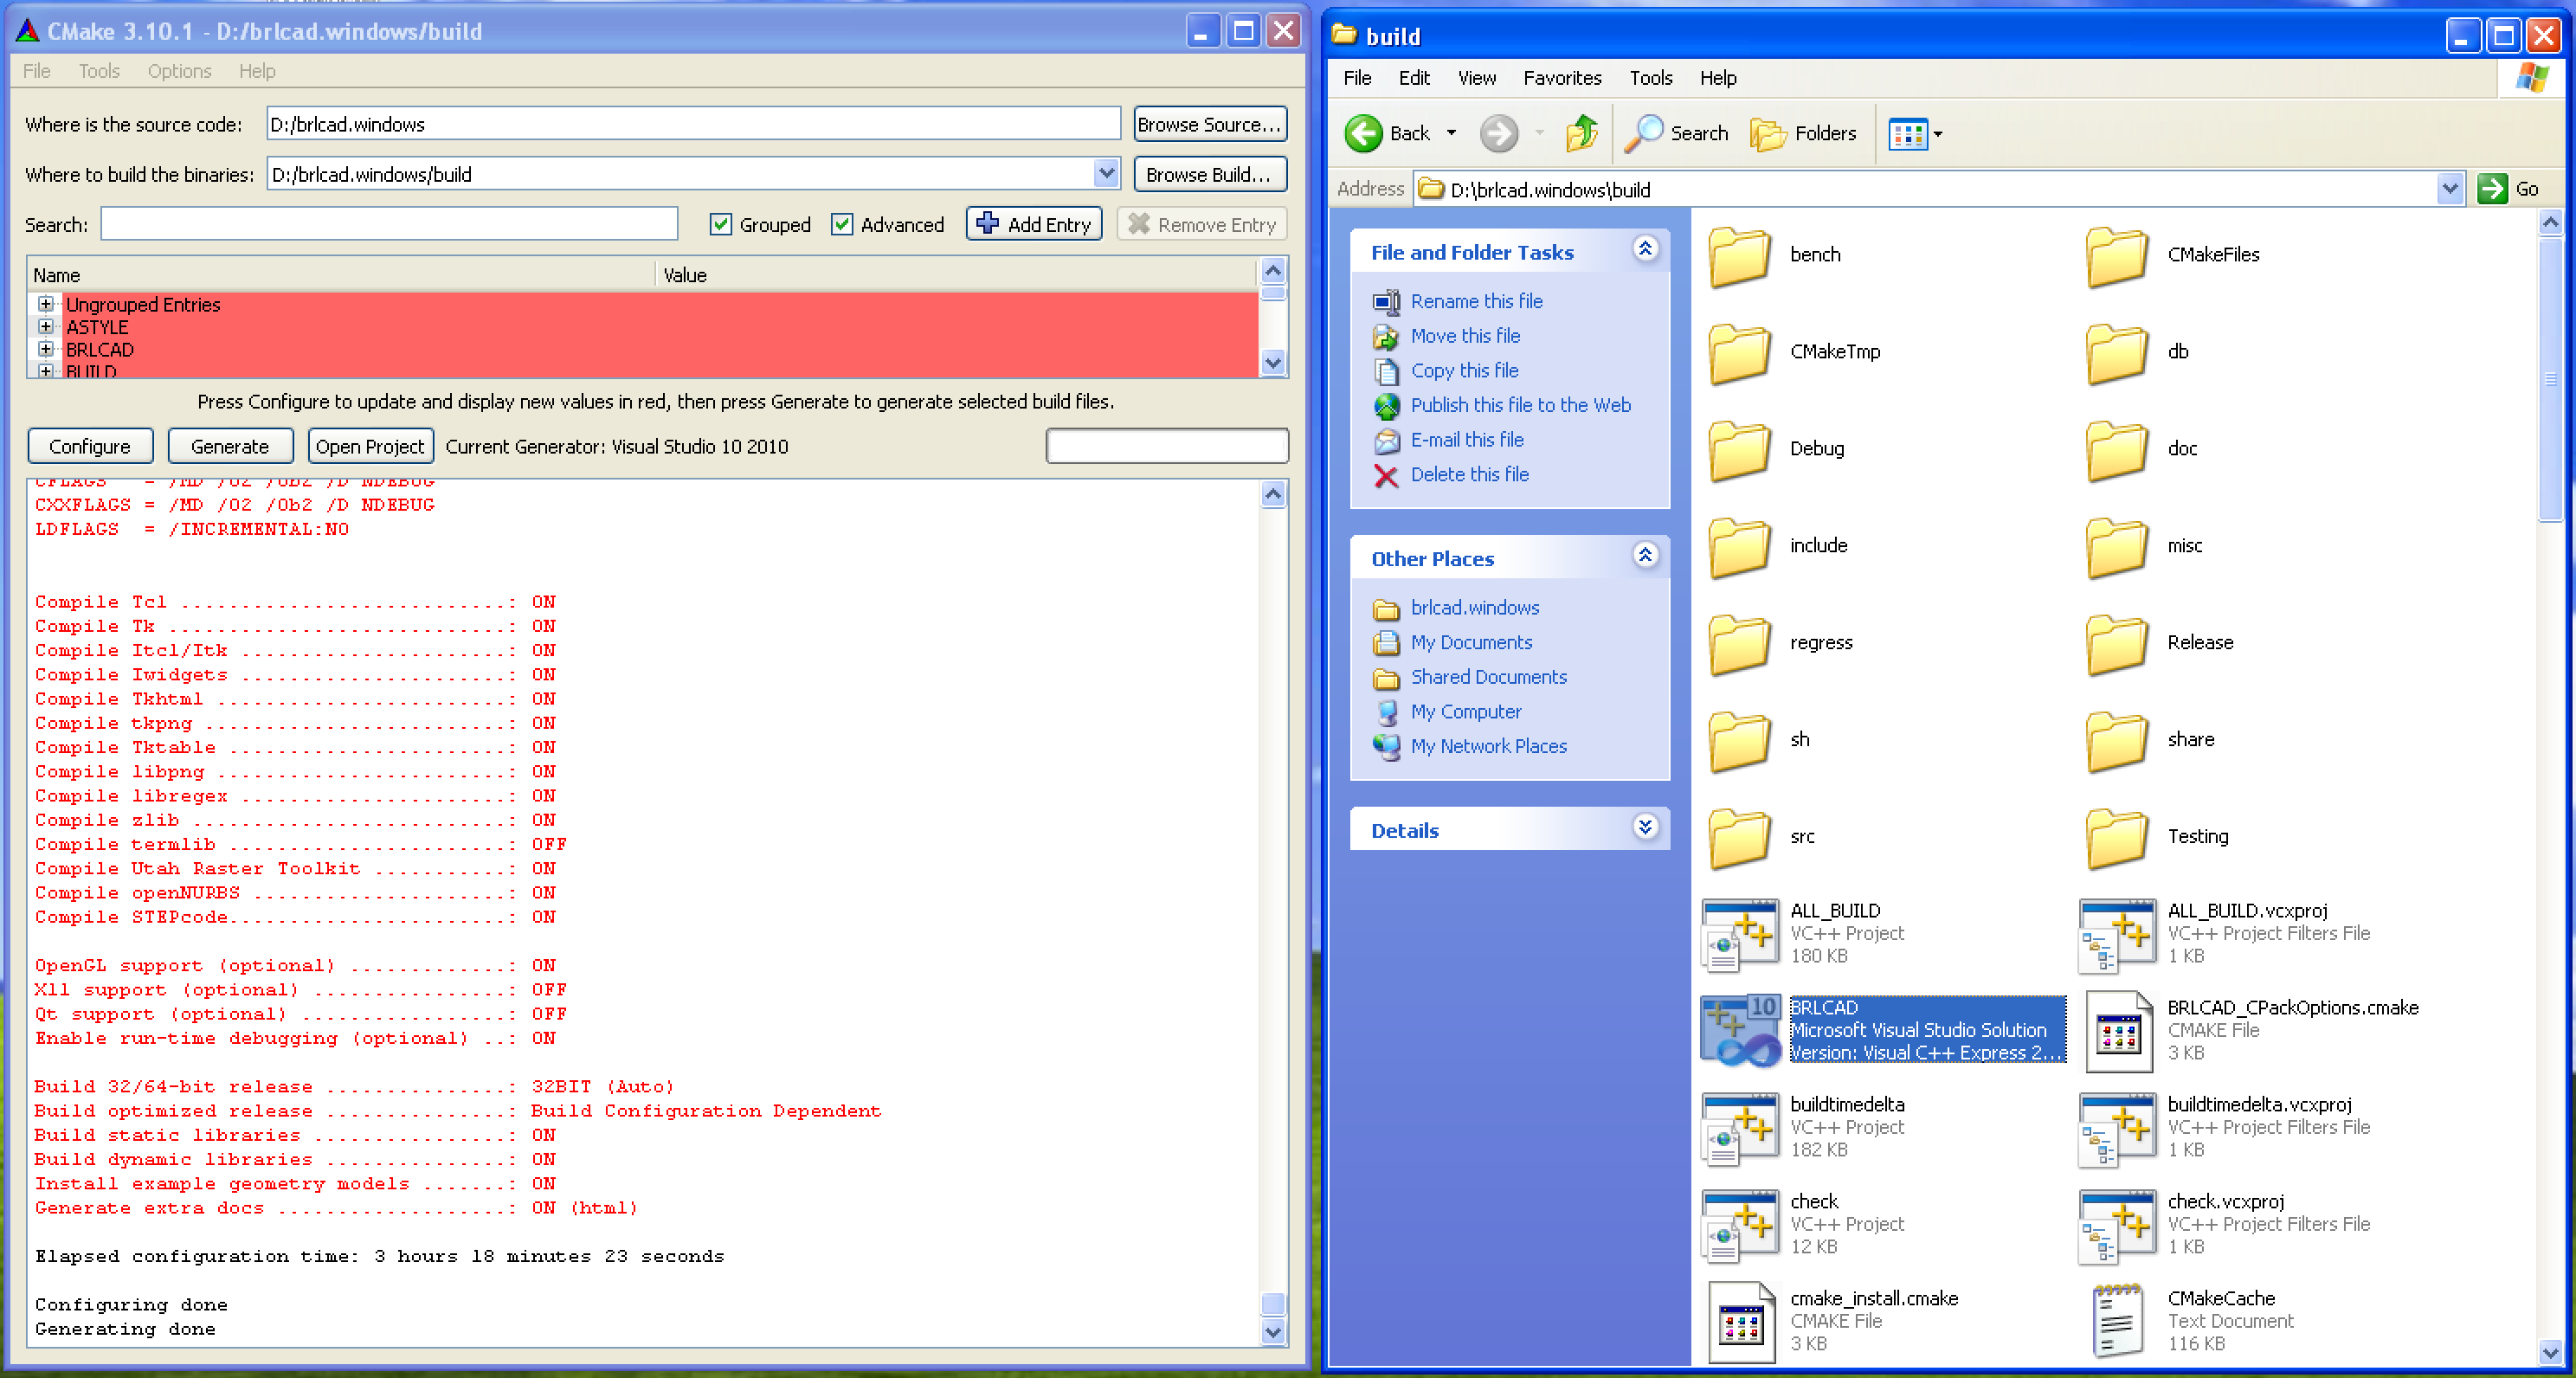 CMake 3.10.1 - D:/brlcad.windows/build
File Tools Options Help
Where is the source code: D:/brlcad.windows Browse Source...
Where to build the binaries: D:/brlcad.windows/build Browse Build...
Search: Grouped Advanced Add Entry Remove Entry
Name Value
Ungrouped Entries
ASTYLE
BRLCAD
BUILD
Press Configure to update and display new values in red, then press Generate to generate selected build files.
Configure Generate Open Project Current Generator: Visual Studio 10 2010
CFLAGS = /MD /O2 /Ob2 /D NDEBUG
CXXFLAGS = /MD /O2 /Ob2 /D NDEBUG
LDFLAGS = /INCREMENTAL:NO
Compile Tcl ...........................: ON
Compile Tk ............................: ON
Compile Itcl/Itk ......................: ON
Compile Iwidgets ......................: ON
Compile Tkhtml ........................: ON
Compile tkpng .........................: ON
Compile Tktable .......................: ON
Compile libpng ........................: ON
Compile libregex ......................: ON
Compile zlib ..........................: ON
Compile termlib .......................: OFF
Compile Utah Raster Toolkit ...........: ON
Compile openNURBS .....................: ON
Compile STEPcode.......................: ON
OpenGL support (optional) .............: ON
X11 support (optional) ................: OFF
Qt support (optional) .................: OFF
Enable run-time debugging (optional) ..: ON
Build 32/64-bit release ...............: 32BIT (Auto)
Build optimized release ...............: Build Configuration Dependent
Build static libraries ................: ON
Build dynamic libraries ...............: ON
Install example geometry models .......: ON
Generate extra docs ...................: ON (html)
Elapsed configuration time: 3 hours 18 minutes 23 seconds
Configuring done
Generating done
build
File Edit View Favorites Tools Help
Back Search Folders
Address D:\brlcad.windows\build Go
File and Folder Tasks
Rename this file
Move this file
Copy this file
Publish this file to the Web
E-mail this file
Delete this file
Other Places
brlcad.windows
My Documents
Shared Documents
My Computer
My Network Places
Details
bench CMakeFiles
CMakeTmp db
Debug doc
include misc
regress Release
sh share
src Testing
ALL_BUILD ALL_BUILD.vcxproj
VC++ Project VC++ Project Filters File
180 KB 1 KB
10
BRLCAD BRLCAD_CPackOptions.cmake
Microsoft Visual Studio Solution CMAKE File
Version: Visual C++ Express 2... 3 KB
buildtimedelta buildtimedelta.vcxproj
VC++ Project VC++ Project Filters File
182 KB 1 KB
check check.vcxproj
VC++ Project VC++ Project Filters File
12 KB 1 KB
cmake_install.cmake CMakeCache
CMAKE File Text Document
3 KB 116 KB